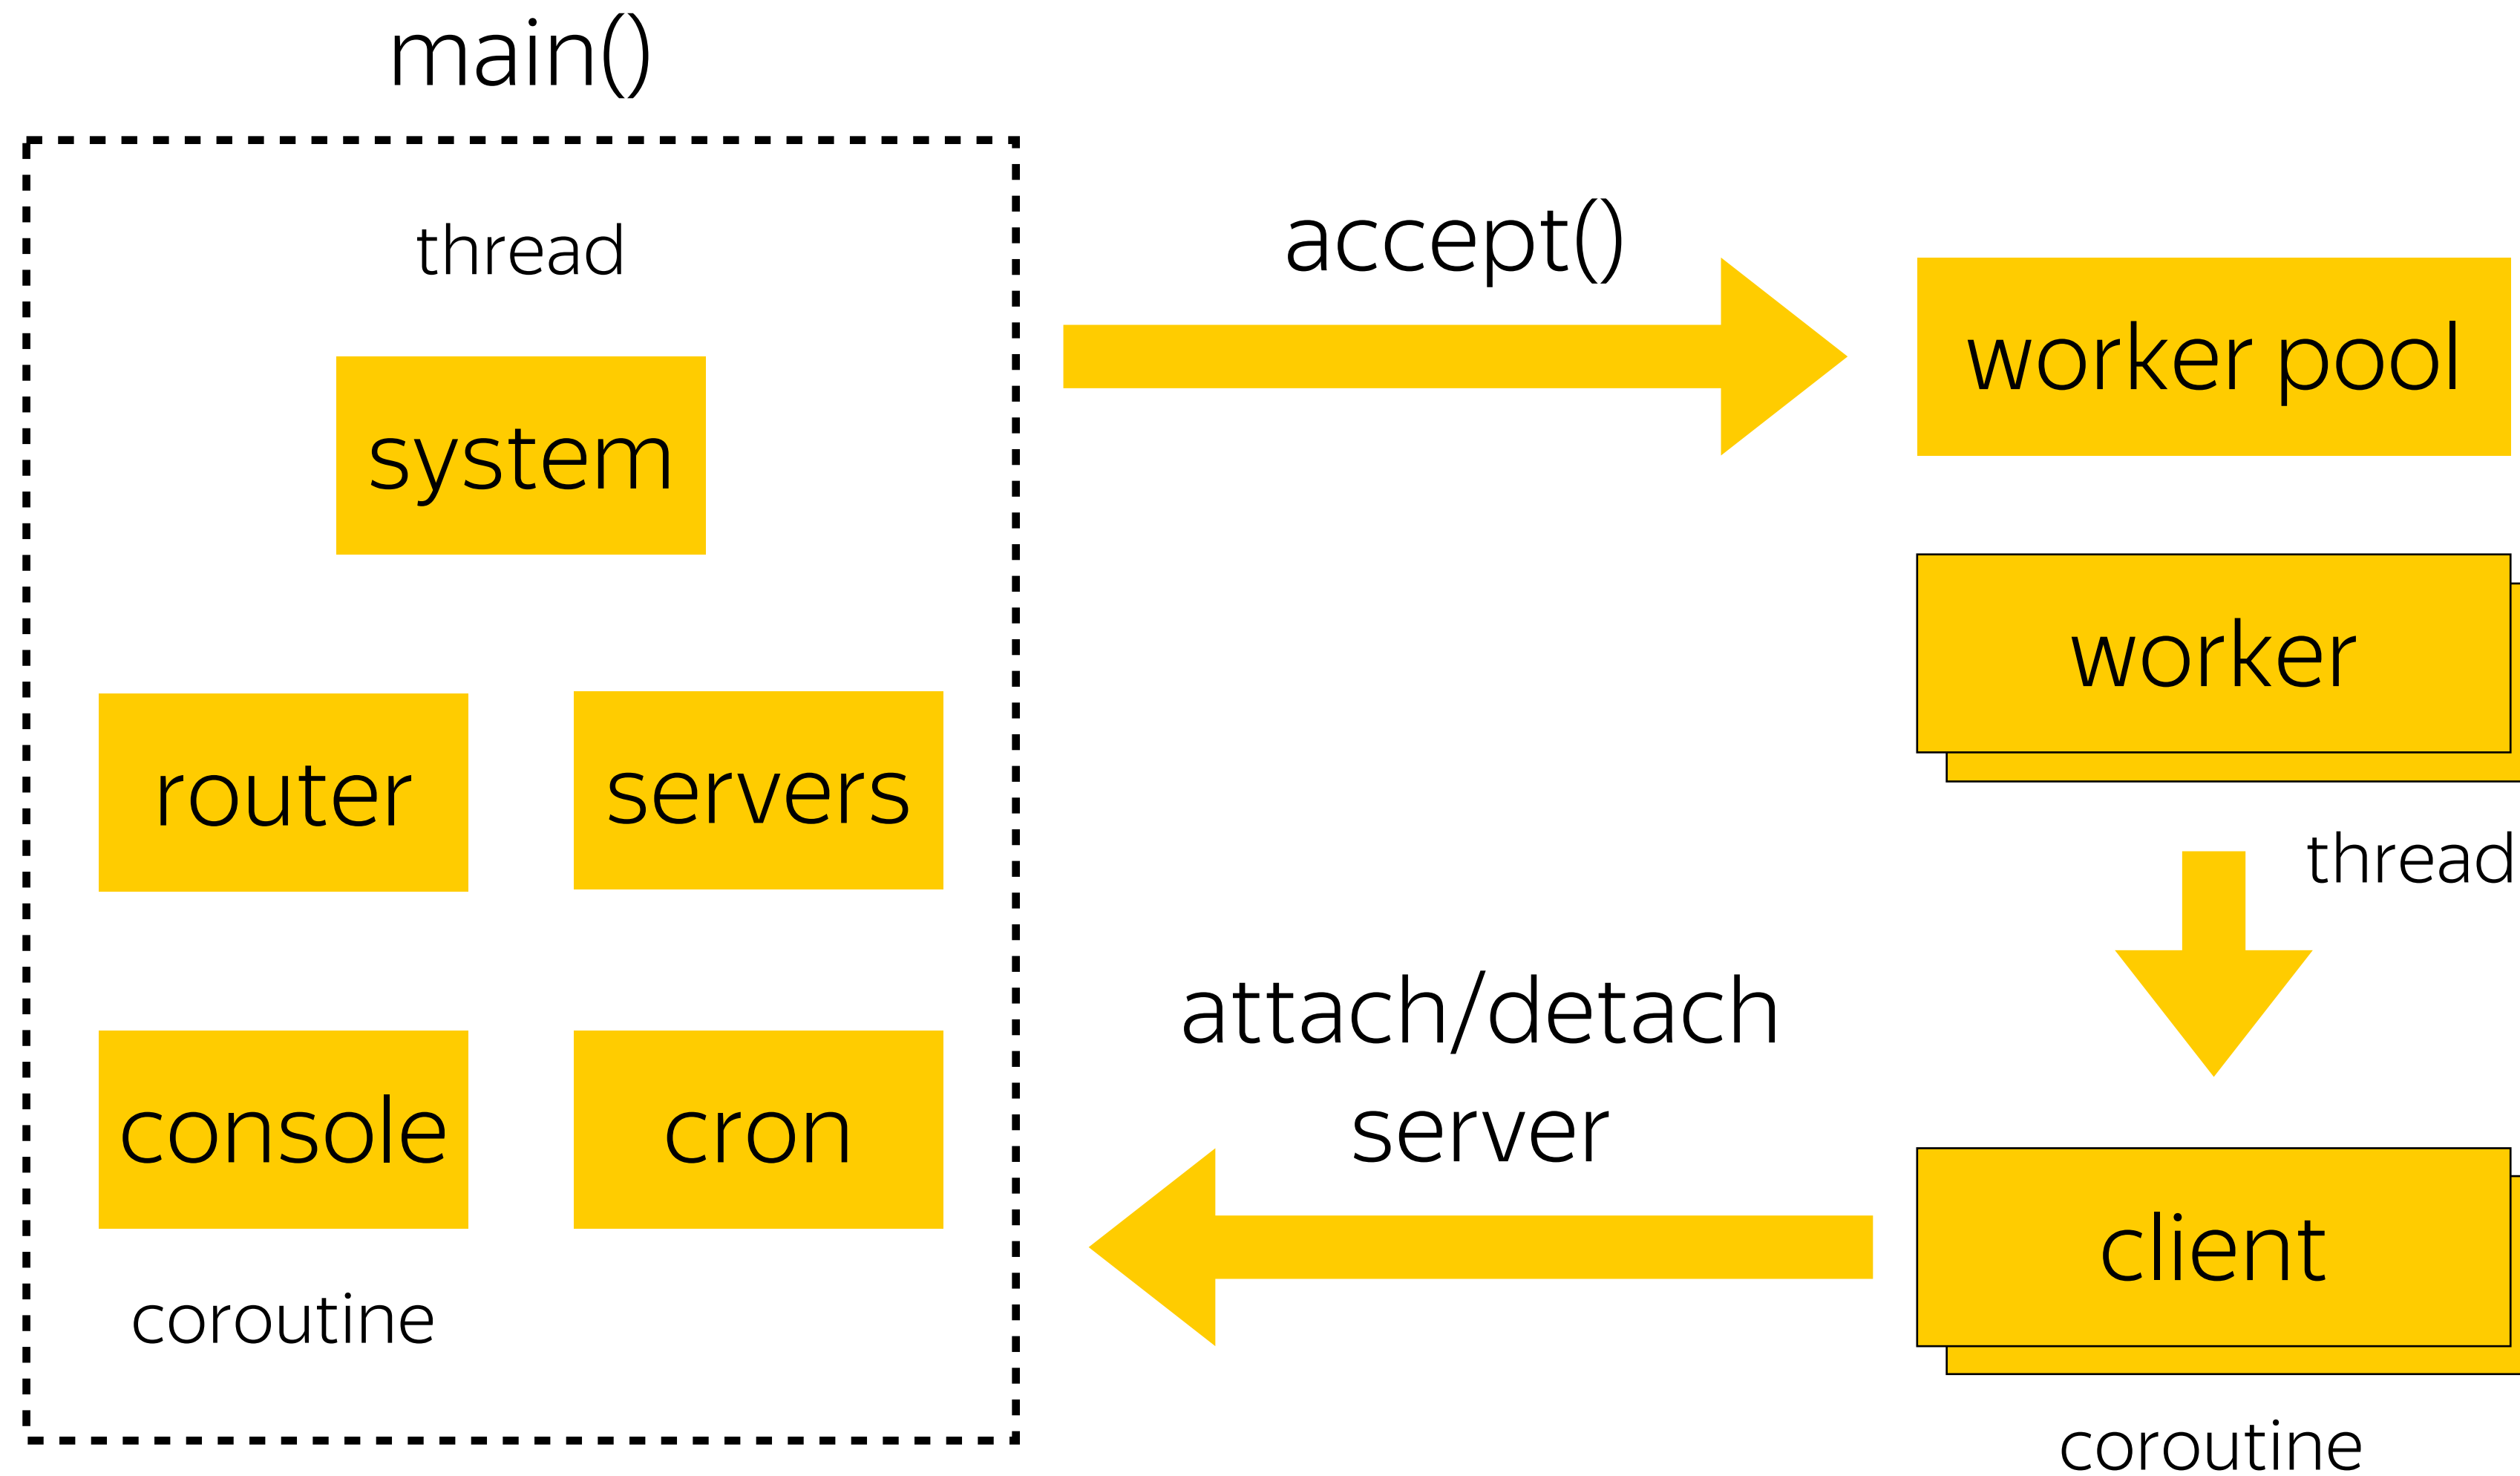 main()
thread
system
router
servers
console
cron
coroutine
accept()
worker pool
worker
thread
attach/detach
server
client
coroutine